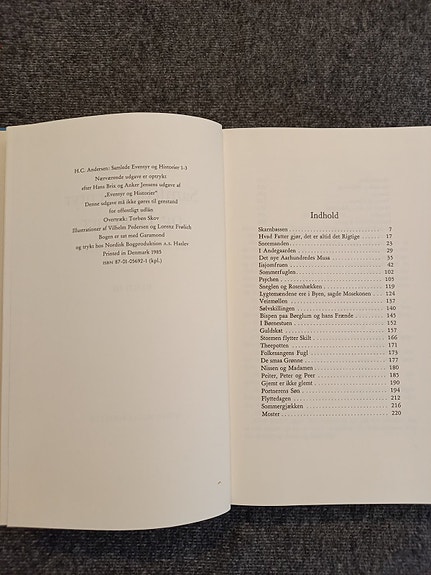 H.C. Andersen: Samlede Eventyr og Historier 1-3
Nærværende udgave er optrykt
efter Hans Brix og Anker Jensens udgave af
„Eventyr og Historier”
Denne udgave må ikke gøres til genstand
for offentligt udlån
Overtræk: Torben Skov
Illustrationer af Vilhelm Pedersen og Lorenz Frølich
Bogen er sat med Garamond
og trykt hos Nordisk Bogproduktion a.s. Haslev
Printed in Denmark 1985
ISBN 87-01-05692-1 (kpl.)
Indhold
Skarnbassen 7
Hvad Fatter gjør, det er altid det Rigtige 17
Sneemanden 23
I Andegaarden 29
Det nye Aarhundredes Musa 35
Iisjomfruen 42
Sommerfuglen 102
Psychen 105
Sneglen og Rosenhækken 119
Lygtemændene ere i Byen, sagde Mosekonen 124
Veirmøllen 137
Sølvskillingen 140
Bispen paa Børglum og hans Frænde 145
I Børnestuen 152
Guldskat 157
Stormen flytter Skilt 166
Theepotten 171
Folkesangens Fugl 173
De smaa Grønne 177
Nissen og Madamen 180
Peiter, Peter og Peer 185
Gjemt er ikke glemt 190
Portnerens Søn 194
Flyttedagen 212
Sommergjækken 216
Moster 220